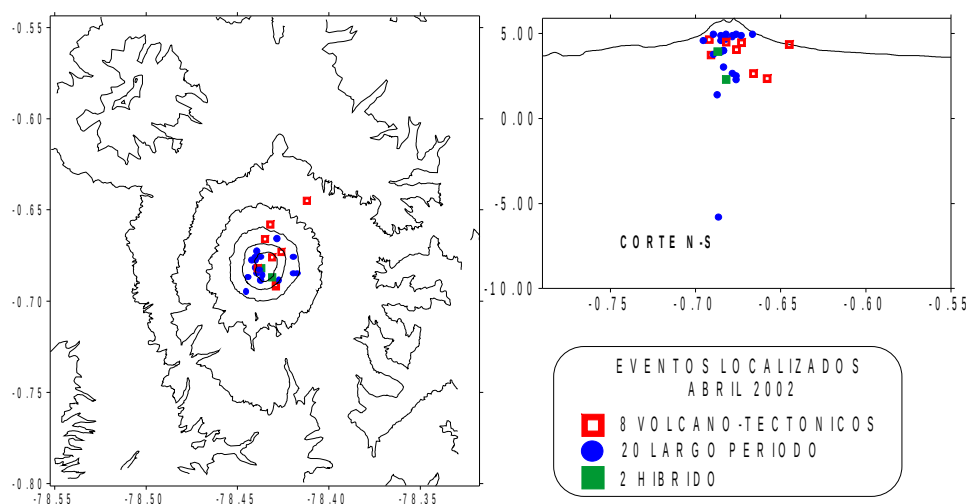 -0.55
-0.60
-0.65
-0.70
-0.75
-0.80
-78.55 -78.50 -78.45 -78.40 -78.35
5.00
0.00
-5.00
-10.00
CORTE N-S
-0.75 -0.70 -0.65 -0.60 -0.55
EVENTOS LOCALIZADOS
ABRIL 2002
8 VOLCANO-TECTONICOS
20 LARGO PERIODO
2 HIBRIDO